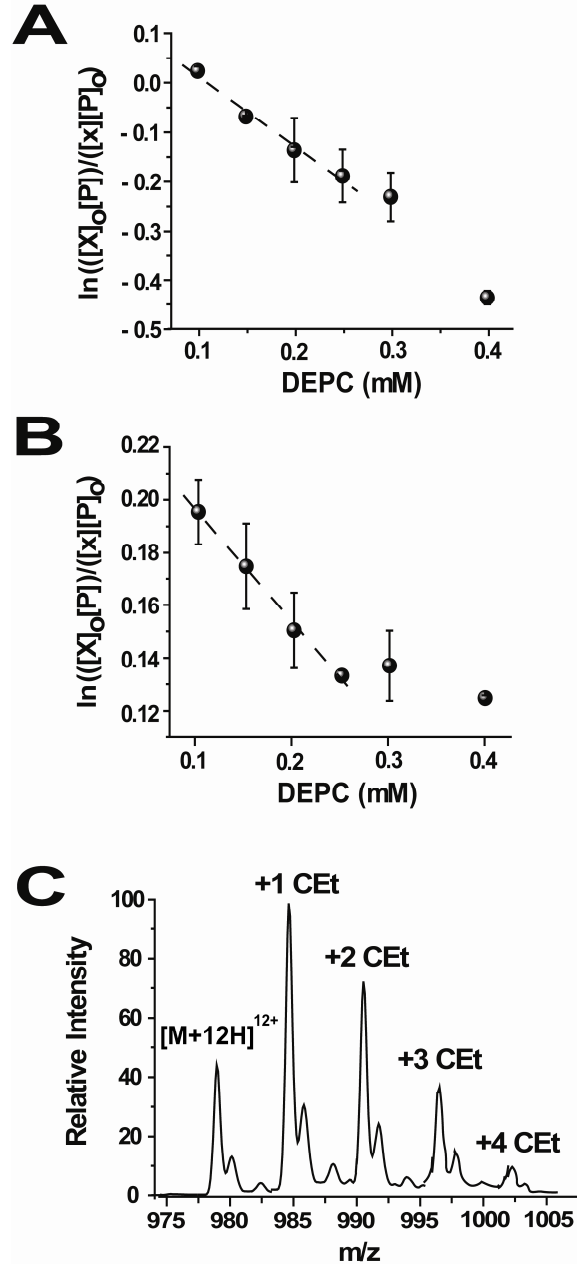 A
ln(([X]O[P])/([x][P]O)
0.1
0.0
- 0.1
- 0.2
- 0.3
- 0.4
- 0.5
0.1 0.2 0.3 0.4
DEPC (mM)
B
ln(([X]O[P])/([x][P]O)
0.22
0.20
0.18
0.16
0.14
0.12
0.1 0.2 0.3 0.4
DEPC (mM)
C
Relative Intensity
100
80
60
40
20
0
[M+12H]12+
+1 CEt
+2 CEt
+3 CEt
+4 CEt
975 980 985 990 995 1000 1005
m/z